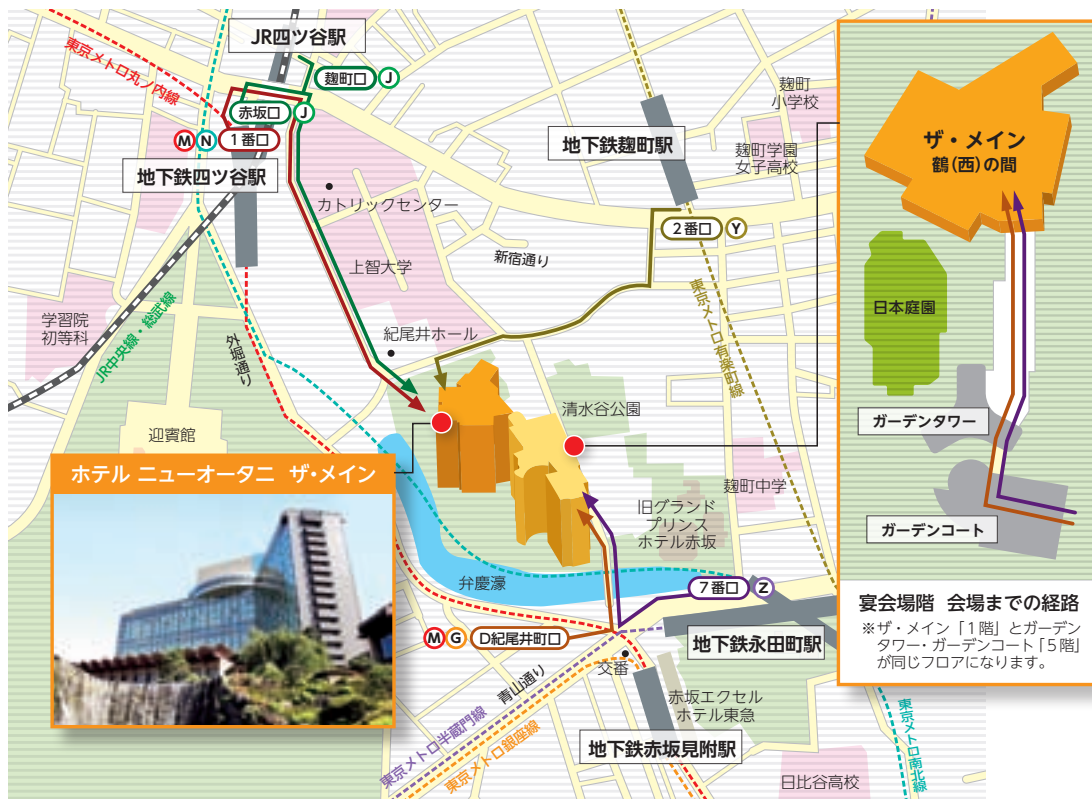 JR四ツ谷駅
麹町口 J
東京メトロ丸ノ内線
赤坂口 J
M N 1番口
地下鉄四ツ谷駅
カトリックセンター
上智大学
新宿通り
地下鉄麹町駅
麹町
小学校
麹町学園
女子高校
2番口 Y
東京メトロ有楽町線
学習院
初等科
JR中央線・総武線
外堀通り
紀尾井ホール
清水谷公園
迎賓館
ホテル ニューオータニ ザ・メイン
麹町中学
旧グランド
プリンス
ホテル赤坂
弁慶濠
7番口 Z
M G D紀尾井町口
地下鉄永田町駅
交番
青山通り
赤坂エクセル
ホテル東急
東京メトロ半蔵門線
東京メトロ銀座線
地下鉄赤坂見附駅
日比谷高校
東京メトロ南北線
ザ・メイン
鶴(西)の間
日本庭園
ガーデンタワー
ガーデンコート
宴会場階 会場までの経路
※ザ・メイン「1階」とガーデン
タワー・ガーデンコート「5階」
が同じフロアになります。